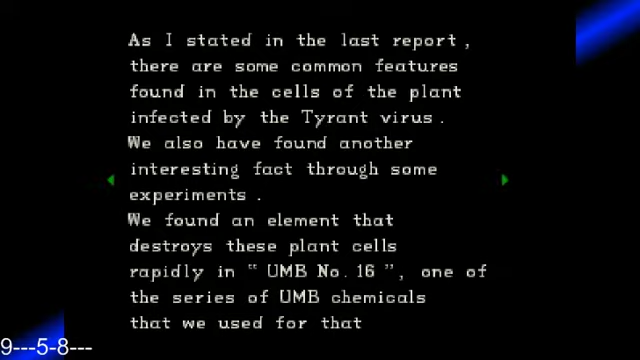 As I stated in the last report,
there are some common features
found in the cells of the plant
infected by the Tyrant virus.
We also have found another
interesting fact through some
experiments.
We found an element that
destroys these plant cells
rapidly in “ UMB No. 16 ”, one of
the series of UMB chemicals
that we used for that
9---5-8---